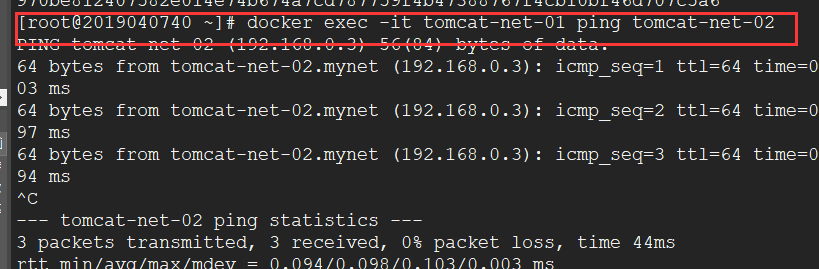 [root@2019040740 ~]# docker exec -it tomcat-net-01 ping tomcat-net-02
PING tomcat-net-02 (192.168.0.3) 56(84) bytes of data.
64 bytes from tomcat-net-02.mynet (192.168.0.3): icmp_seq=1 ttl=64 time=0
03 ms
64 bytes from tomcat-net-02.mynet (192.168.0.3): icmp_seq=2 ttl=64 time=0
97 ms
64 bytes from tomcat-net-02.mynet (192.168.0.3): icmp_seq=3 ttl=64 time=0
94 ms
^C
--- tomcat-net-02 ping statistics ---
3 packets transmitted, 3 received, 0% packet loss, time 44ms
rtt min/avg/max/mdev = 0.094/0.098/0.103/0.003 ms